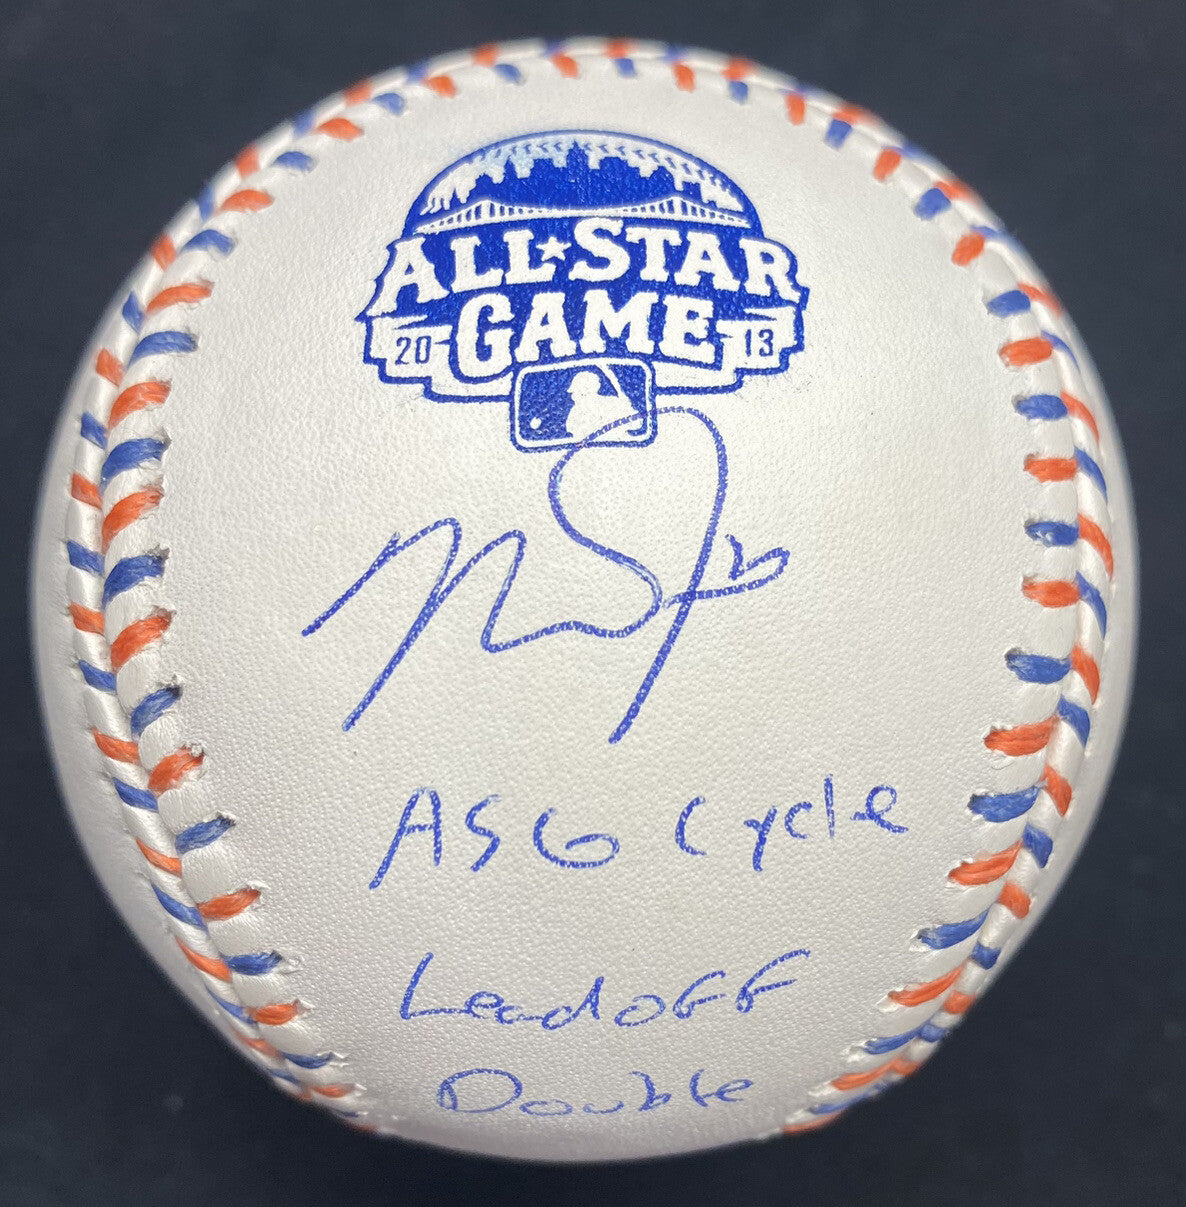 ALL★STAR
GAME
20 13
ASG Cycle
Leadoff
Double